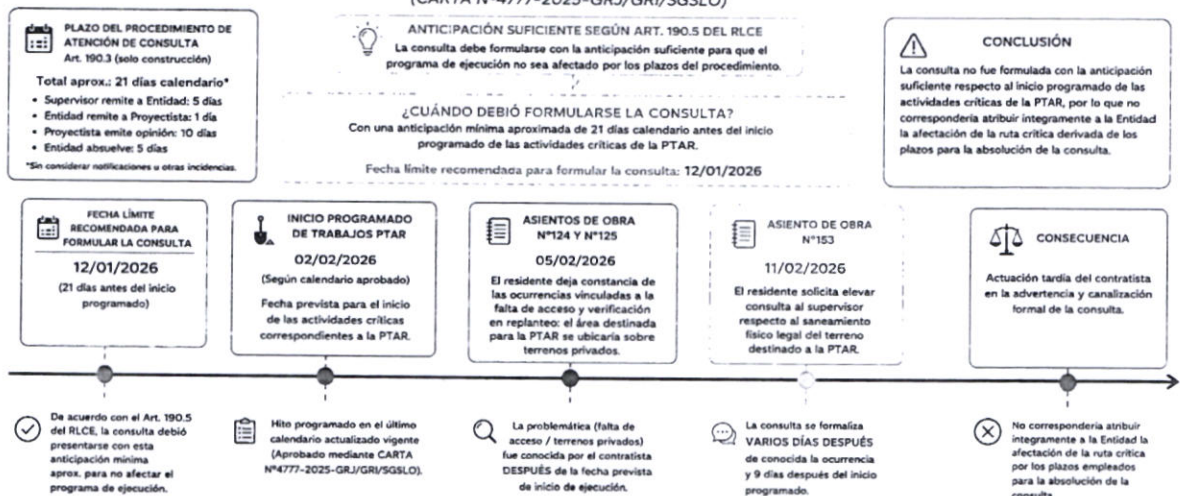 (CARTA N°4777-2025-GRJ/GRI/SGSLO)
PLAZO DEL PROCEDIMIENTO DE
ATENCIÓN DE CONSULTA
Art. 190.3 (solo construcción)
Total aprox.: 21 días calendario*
• Supervisor remite a Entidad: 5 días
• Entidad remite a Proyectista: 1 día
• Proyectista emite opinión: 10 días
• Entidad absuelve: 5 días
*Sin considerar notificaciones u otras incidencias.
ANTICIPACIÓN SUFICIENTE SEGÚN ART. 190.5 DEL RLCE
La consulta debe formularse con la anticipación suficiente para que el
programa de ejecución no sea afectado por los plazos del procedimiento.
¿CUÁNDO DEBIÓ FORMULARSE LA CONSULTA?
Con una anticipación mínima aproximada de 21 días calendario antes del inicio
programado de las actividades críticas de la PTAR.
Fecha límite recomendada para formular la consulta: 12/01/2026
CONCLUSIÓN
La consulta no fue formulada con la anticipación
suficiente respecto al inicio programado de las
actividades críticas de la PTAR, por lo que no
correspondería atribuir íntegramente a la Entidad
la afectación de la ruta crítica derivada de los
plazos para la absolución de la consulta.
FECHA LÍMITE
RECOMENDADA PARA
FORMULAR LA CONSULTA
12/01/2026
(21 días antes del inicio
programado)
INICIO PROGRAMADO
DE TRABAJOS PTAR
02/02/2026
(Según calendario aprobado)
Fecha prevista para el inicio
de las actividades críticas
correspondientes a la PTAR.
ASIENTOS DE OBRA
N°124 Y N°125
05/02/2026
El residente deja constancia de
las ocurrencias vinculadas a la
falta de acceso y verificación
en replanteo: el área destinada
para la PTAR se ubicaría sobre
terrenos privados.
ASIENTO DE OBRA
N°153
11/02/2026
El residente solicita elevar
consulta al supervisor
respecto al saneamiento
físico legal del terreno
destinado a la PTAR.
CONSECUENCIA
Actuación tardía del contratista
en la advertencia y canalización
formal de la consulta.
De acuerdo con el Art. 190.5
del RLCE, la consulta debió
presentarse con esta
anticipación mínima
aprox. para no afectar el
programa de ejecución.
Hito programado en el último
calendario actualizado vigente
(Aprobado mediante CARTA
N°4777-2025-GRJ/GRI/SGSLO).
La problemática (falta de
acceso / terrenos privados)
fue conocida por el contratista
DESPUÉS de la fecha prevista
de inicio de ejecución.
La consulta se formaliza
VARIOS DÍAS DESPUÉS
de conocida la ocurrencia
y 9 días después del inicio
programado.
No correspondería atribuir
íntegramente a la Entidad la
afectación de la ruta crítica
por los plazos empleados
para la absolución de la
consulta.